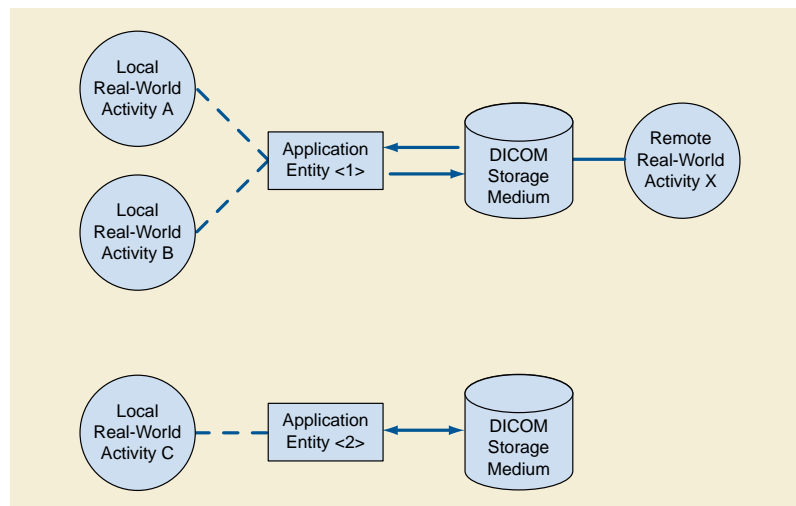 Local
Real-World
Activity A
Local
Real-World
Activity B
Application
Entity <1>
DICOM
Storage
Medium
Remote
Real-World
Activity X
Local
Real-World
Activity C
Application
Entity <2>
DICOM
Storage
Medium